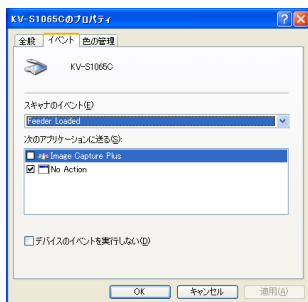 KV-S1065Cのプロパティ
全般 イベント 色の管理
KV-S1065C
スキャナのイベント(E)
Feeder Loaded
次のアプリケーションに送る(S):
Image Capture Plus
No Action
デバイスのイベントを実行しない(D)
OK キャンセル 適用(A)